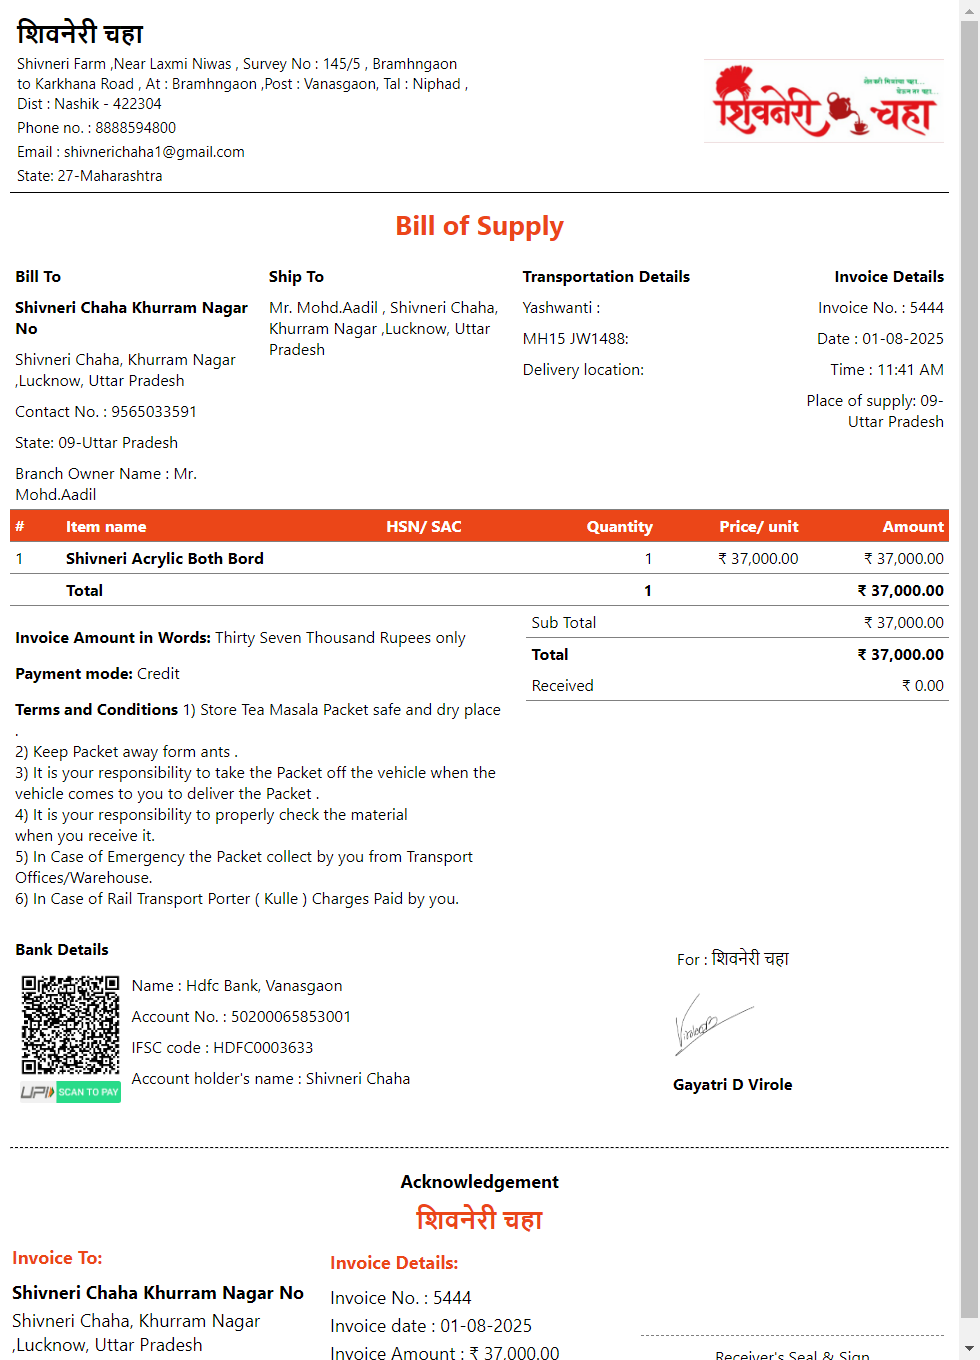 शिवनेरी चहा
Shivneri Farm ,Near Laxmi Niwas , Survey No : 145/5 , Bramhngaon
to Karkhana Road , At : Bramhngaon ,Post : Vanasgaon, Tal : Niphad ,
Dist : Nashik - 422304
Phone no. : 8888594800
Email : shivnerichaha1@gmail.com
State: 27-Maharashtra
शिवनेरी चहा
Bill of Supply
Bill To
Shivneri Chaha Khurram Nagar
No
Shivneri Chaha, Khurram Nagar
,Lucknow, Uttar Pradesh
Contact No. : 9565033591
State: 09-Uttar Pradesh
Branch Owner Name : Mr.
Mohd.Aadil
Ship To
Mr. Mohd.Aadil , Shivneri Chaha,
Khurram Nagar ,Lucknow, Uttar
Pradesh
Transportation Details
Yashwanti :
MH15 JW1488:
Delivery location:
Invoice Details
Invoice No. : 5444
Date : 01-08-2025
Time : 11:41 AM
Place of supply: 09-
Uttar Pradesh
# Item name HSN/ SAC Quantity Price/ unit Amount
1 Shivneri Acrylic Both Bord 1 ₹ 37,000.00 ₹ 37,000.00
Total 1 ₹ 37,000.00
Sub Total ₹ 37,000.00
Total ₹ 37,000.00
Received ₹ 0.00
Invoice Amount in Words: Thirty Seven Thousand Rupees only
Payment mode: Credit
Terms and Conditions 1) Store Tea Masala Packet safe and dry place
.
2) Keep Packet away form ants .
3) It is your responsibility to take the Packet off the vehicle when the
vehicle comes to you to deliver the Packet .
4) It is your responsibility to properly check the material
when you receive it.
5) In Case of Emergency the Packet collect by you from Transport
Offices/Warehouse.
6) In Case of Rail Transport Porter ( Kulle ) Charges Paid by you.
Bank Details
Name : Hdfc Bank, Vanasgaon
Account No. : 50200065853001
IFSC code : HDFC0003633
Account holder's name : Shivneri Chaha
UPI SCAN TO PAY
For : शिवनेरी चहा
Gayatri D Virole
Acknowledgement
शिवनेरी चहा
Invoice To:
Shivneri Chaha Khurram Nagar No
Shivneri Chaha, Khurram Nagar
,Lucknow, Uttar Pradesh
Invoice Details:
Invoice No. : 5444
Invoice date : 01-08-2025
Invoice Amount : ₹ 37,000.00
Receiver's Seal & Sign